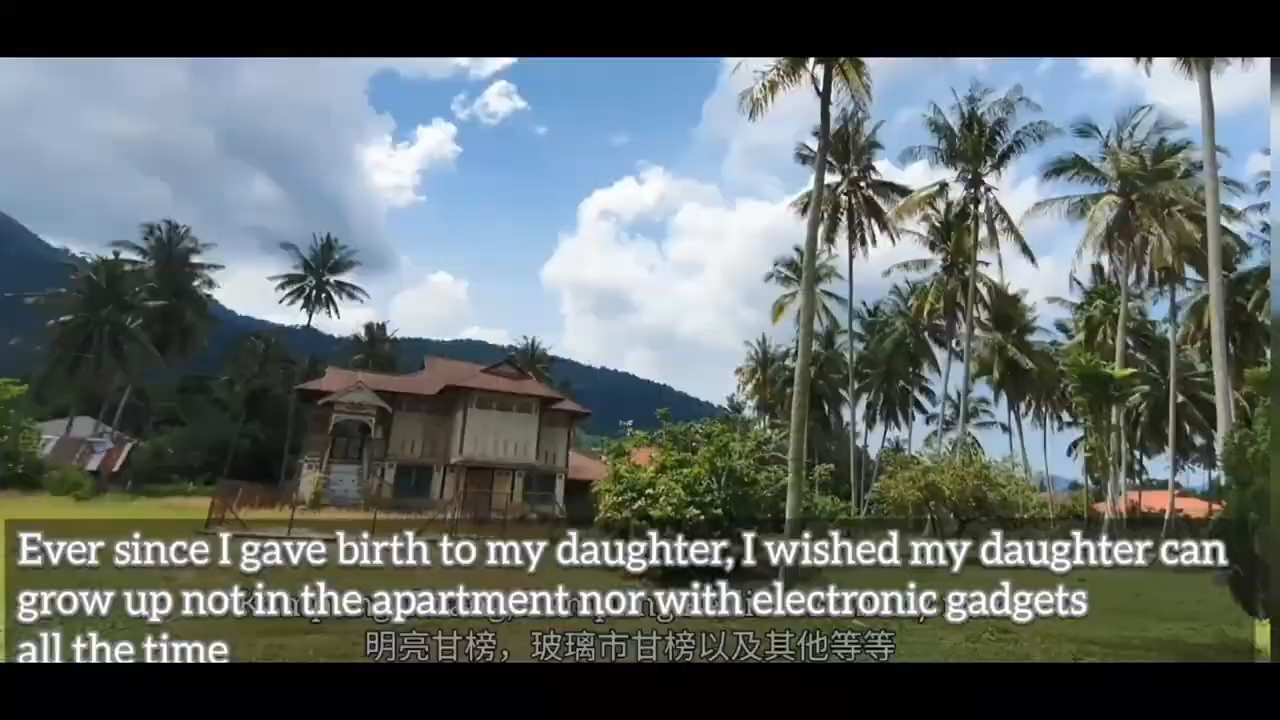 Ever since I gave birth to my daughter, I wished my daughter can
grow up not in the apartment nor with electronic gadgets
all the time
明亮甘榜，玻璃市甘榜以及其他等等